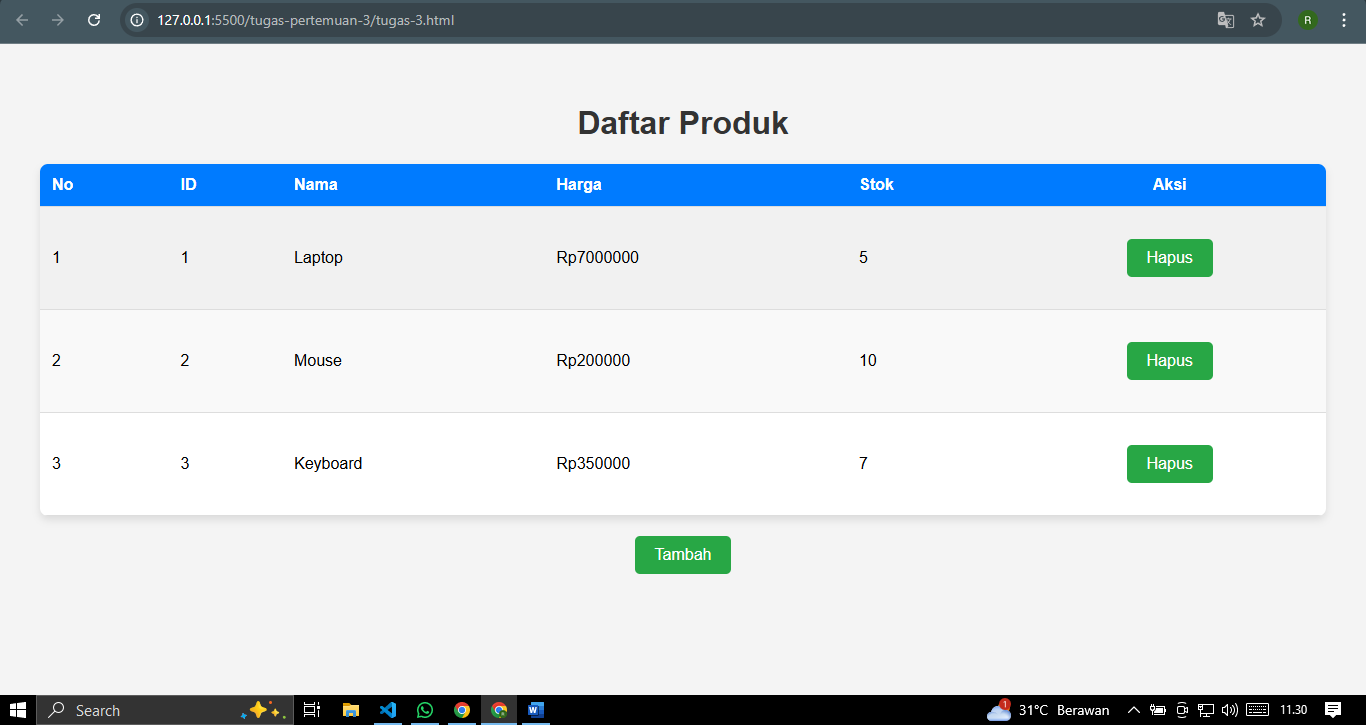 127.0.0.1:5500/tugas-pertemuan-3/tugas-3.html
R
Daftar Produk
No ID Nama Harga Stok Aksi
1 1 Laptop Rp7000000 5 Hapus
2 2 Mouse Rp200000 10 Hapus
3 3 Keyboard Rp350000 7 Hapus
Tambah
Search 1 31°C Berawan 11.30